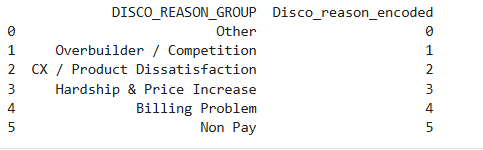 DISCO_REASON_GROUP Disco_reason_encoded
0 Other 0
1 Overbuilder / Competition 1
2 CX / Product Dissatisfaction 2
3 Hardship & Price Increase 3
4 Billing Problem 4
5 Non Pay 5